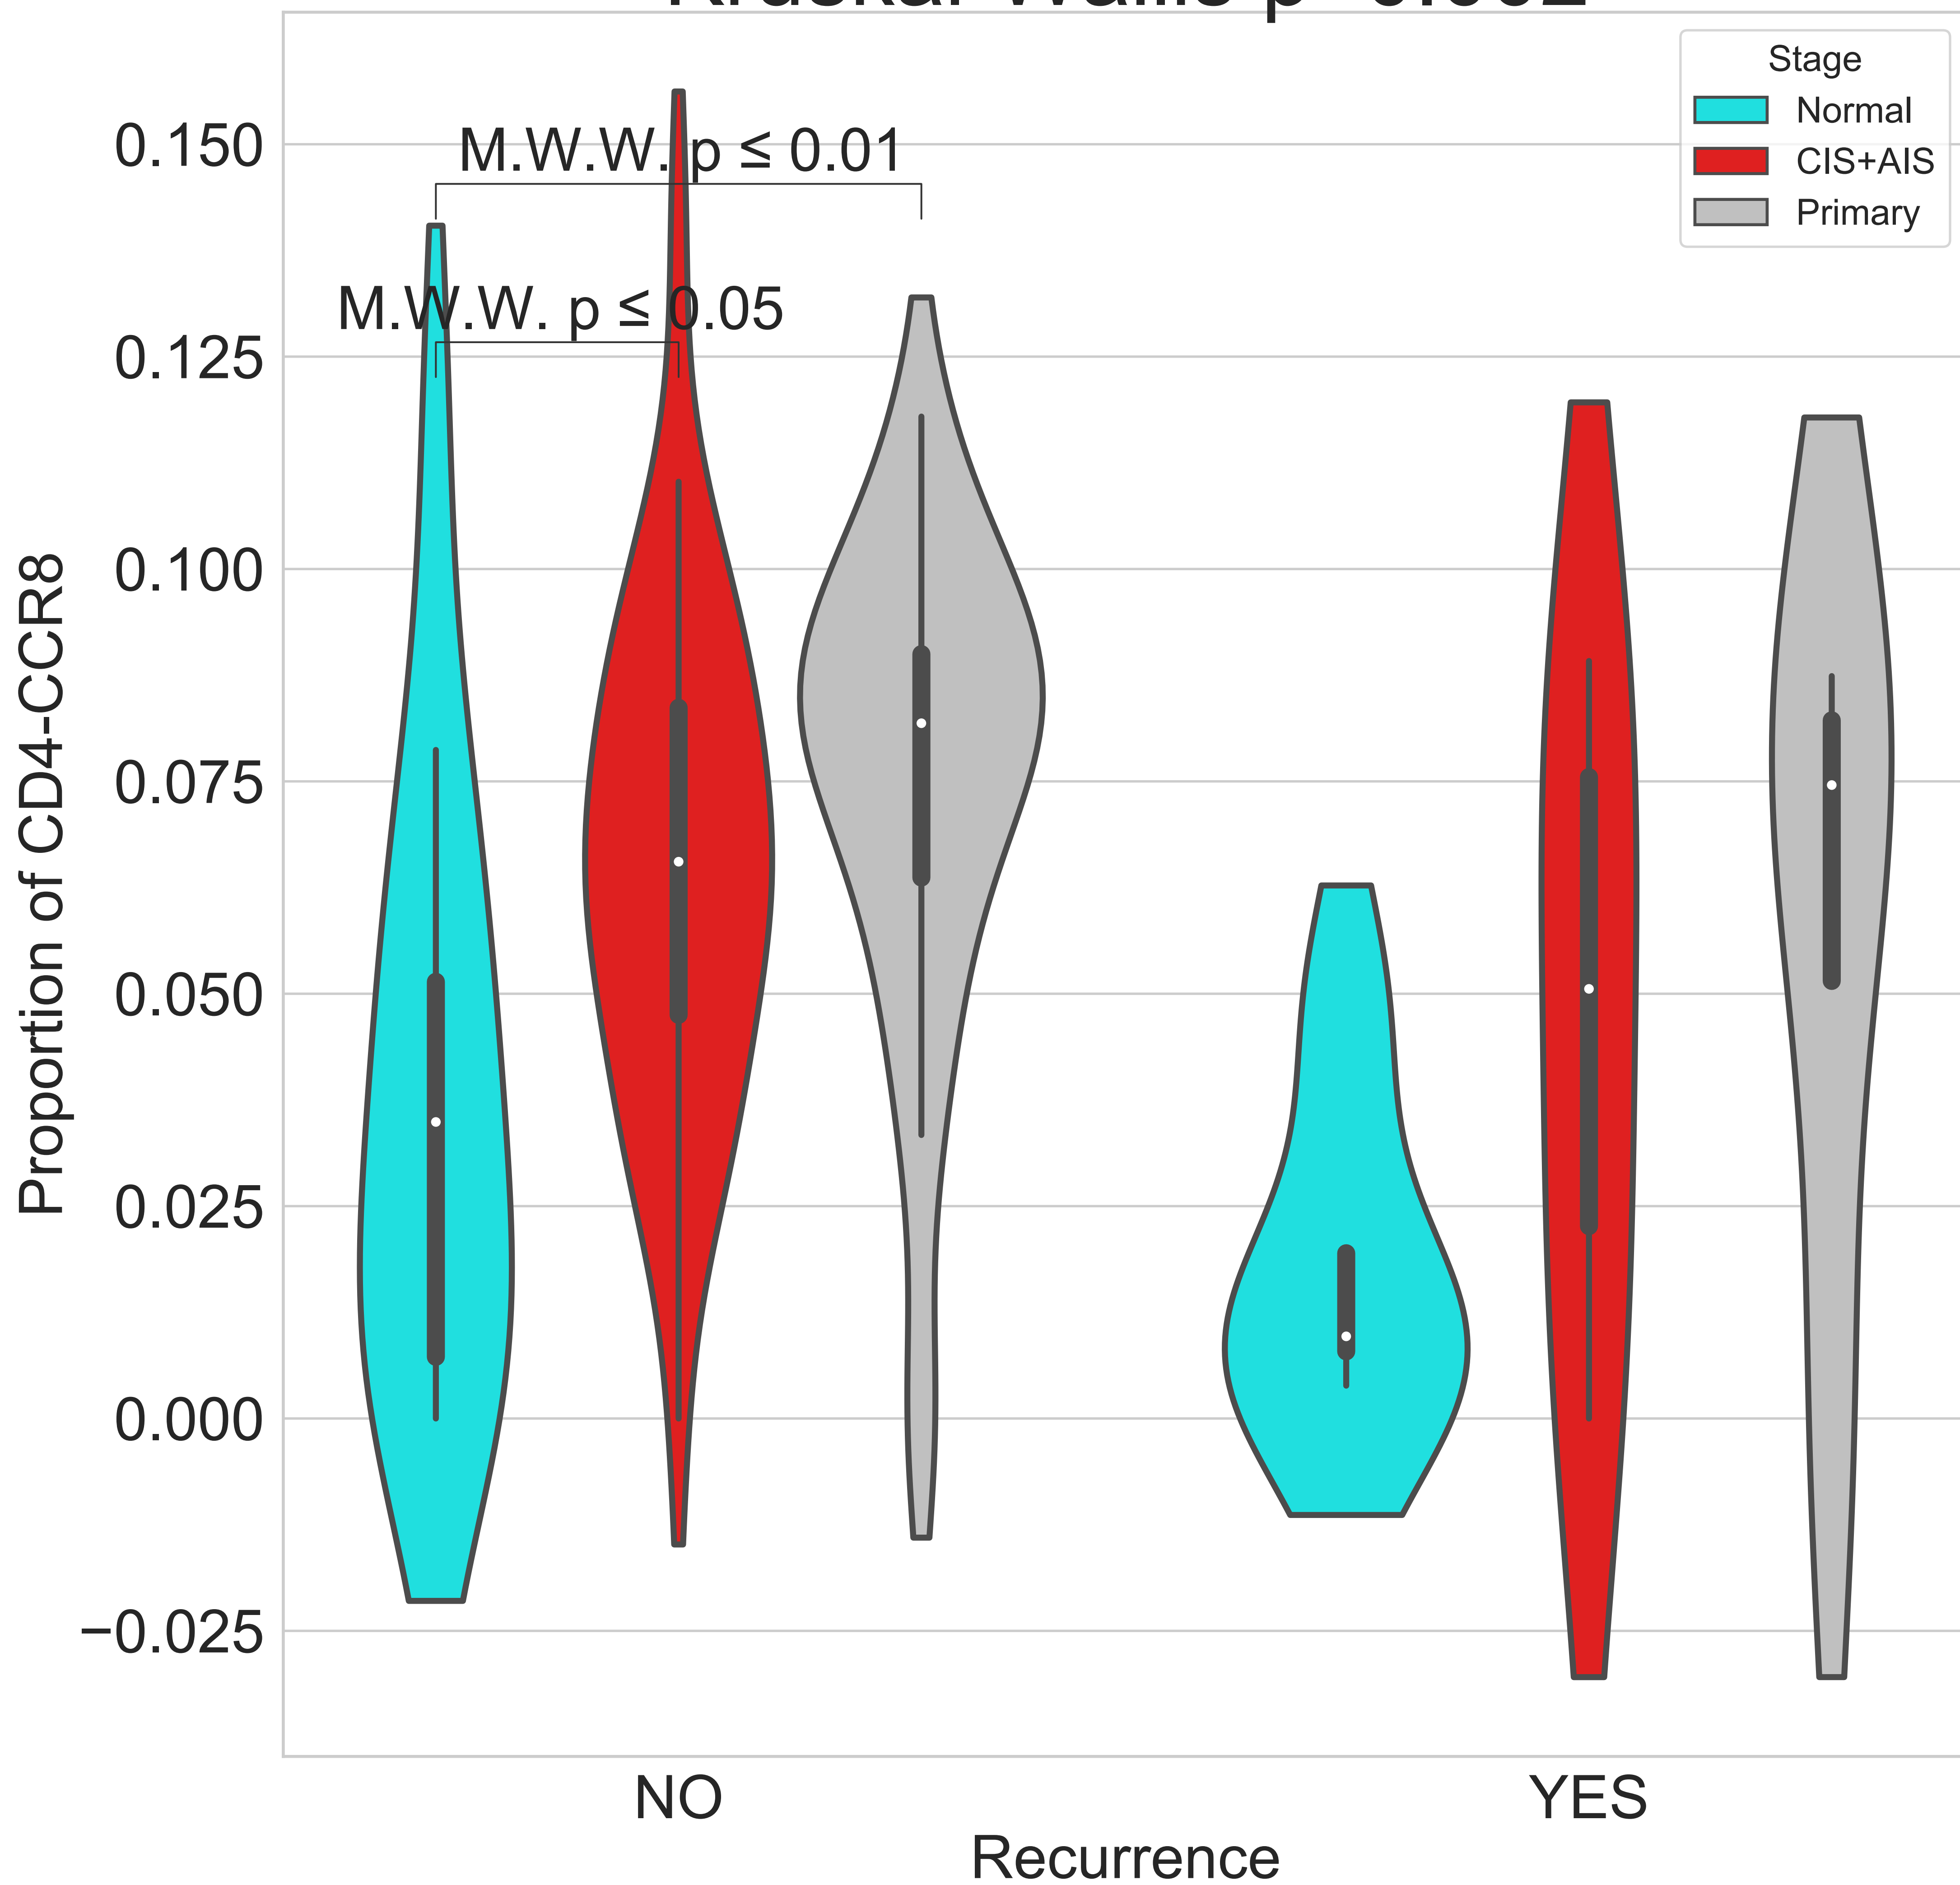 Stage
Normal
CIS+AIS
Primary
M.W.W. p ≤ 0.01
M.W.W. p ≤ 0.05
0.150
0.125
0.100
0.075
0.050
0.025
0.000
−0.025
Proportion of CD4-CCR8
NO
YES
Recurrence